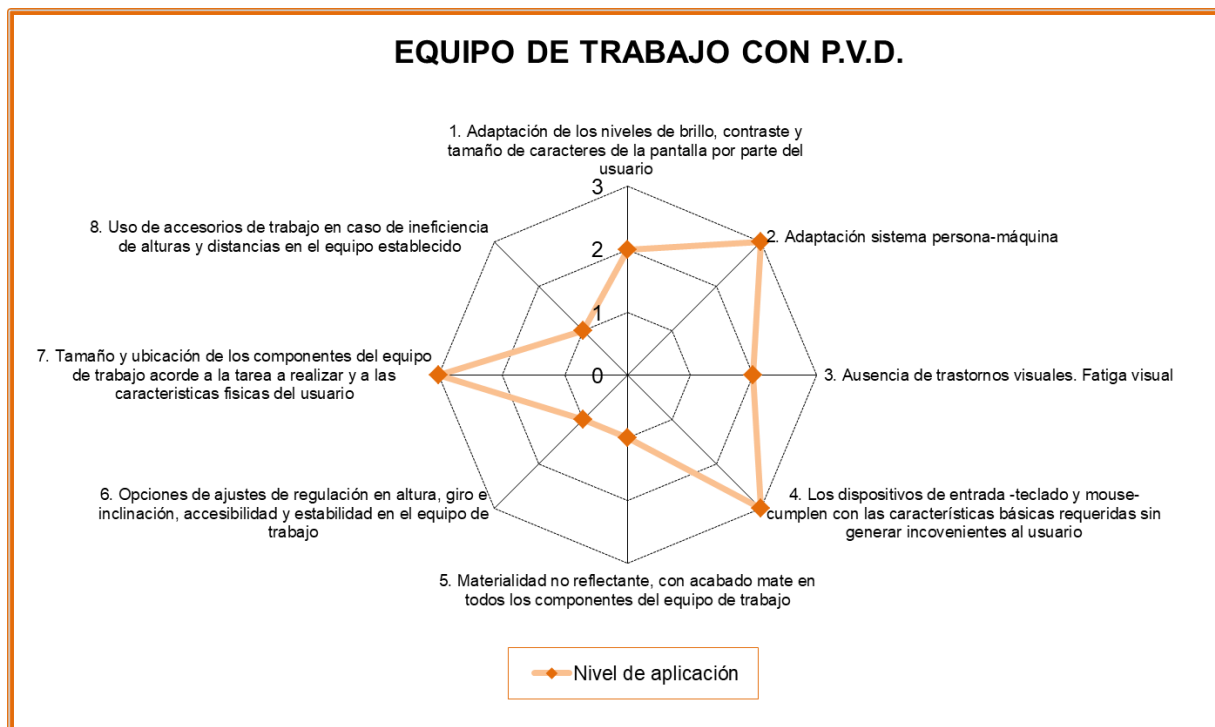 EQUIPO DE TRABAJO CON P.V.D.
1. Adaptación de los niveles de brillo, contraste y
tamaño de caracteres de la pantalla por parte del
usuario
3
2
1
0
2. Adaptación sistema persona-máquina
3. Ausencia de trastornos visuales. Fatiga visual
4. Los dispositivos de entrada -teclado y mouse-
cumplen con las características básicas requeridas sin
generar incovenientes al usuario
5. Materialidad no reflectante, con acabado mate en
todos los componentes del equipo de trabajo
6. Opciones de ajustes de regulación en altura, giro e
inclinación, accesibilidad y estabilidad en el equipo de
trabajo
7. Tamaño y ubicación de los componentes del equipo
de trabajo acorde a la tarea a realizar y a las
caracteristicas fisicas del usuario
8. Uso de accesorios de trabajo en caso de ineficiencia
de alturas y distancias en el equipo establecido
Nivel de aplicación